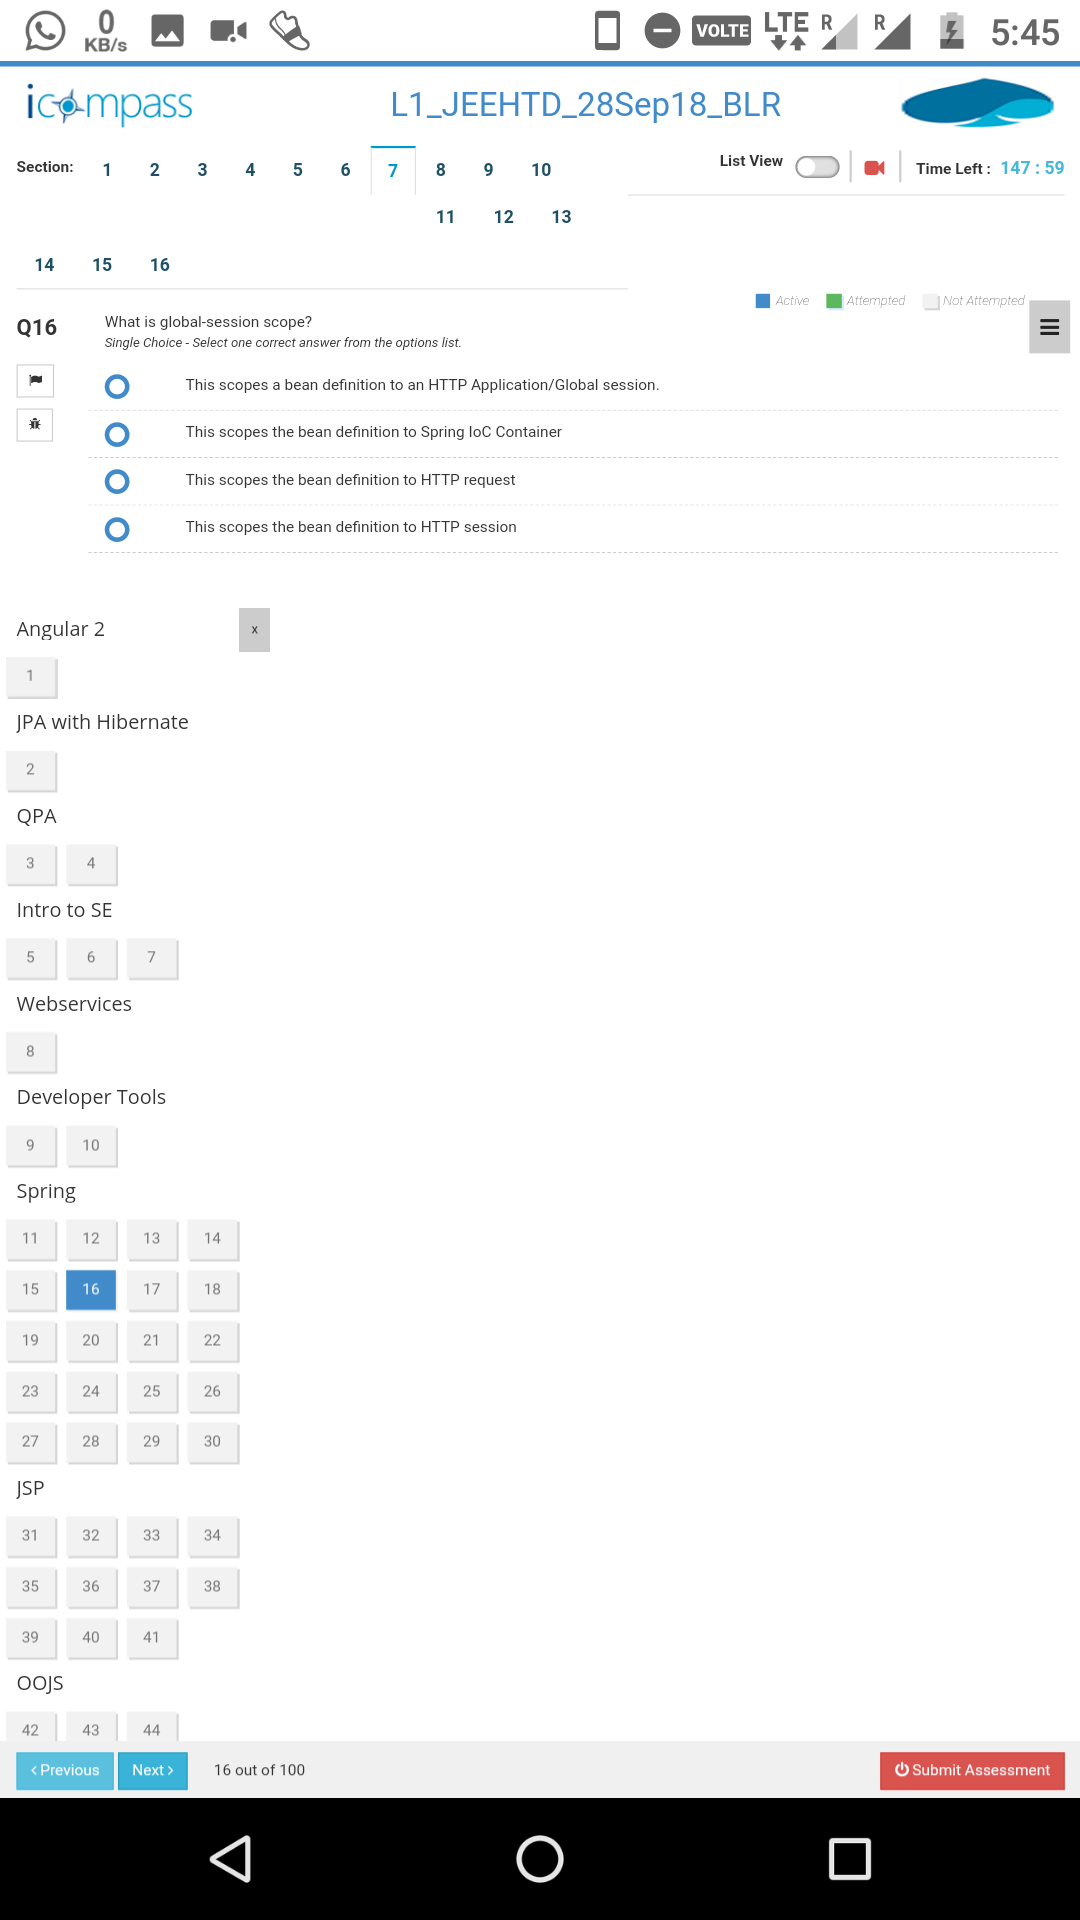 0
KB/s
VOLTE
LTE
R
R
5:45
icompass
L1_JEEHTD_28Sep18_BLR
Section: 1 2 3 4 5 6 7 8 9 10
List View
Time Left : 147 : 59
11 12 13
14 15 16
Active Attempted Not Attempted
Q16
What is global-session scope?
Single Choice - Select one correct answer from the options list.
This scopes a bean definition to an HTTP Application/Global session.
This scopes the bean definition to Spring IoC Container
This scopes the bean definition to HTTP request
This scopes the bean definition to HTTP session
Angular 2
x
1
JPA with Hibernate
2
QPA
3 4
Intro to SE
5 6 7
Webservices
8
Developer Tools
9 10
Spring
11 12 13 14
15 16 17 18
19 20 21 22
23 24 25 26
27 28 29 30
JSP
31 32 33 34
35 36 37 38
39 40 41
OOJS
42 43 44
Previous Next 16 out of 100 Submit Assessment